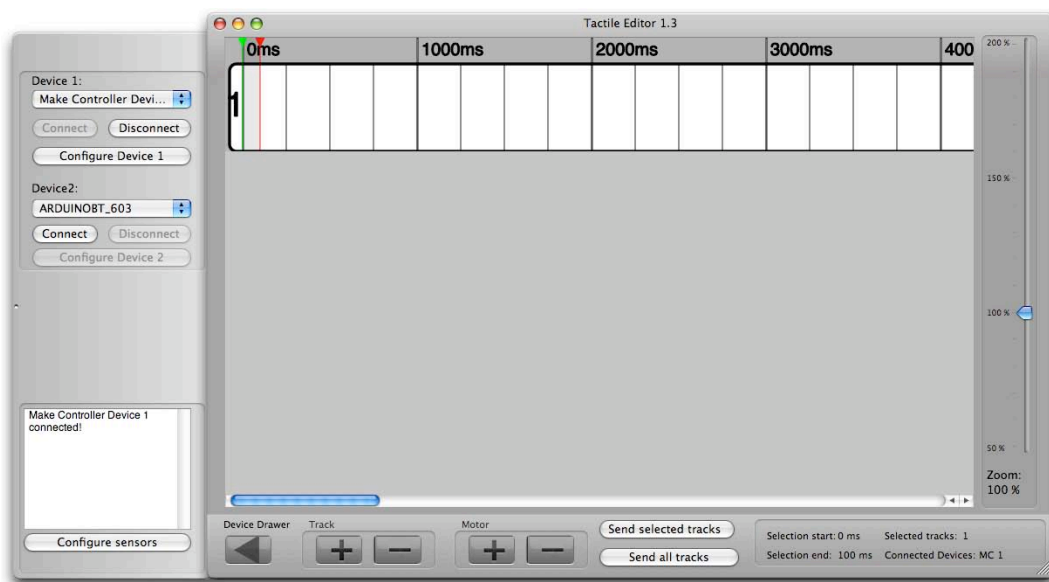 Tactile Editor 1.3
Device 1:
Make Controller Devi...
Connect Disconnect
Configure Device 1
Device2:
ARDUINOBT_603
Connect Disconnect
Configure Device 2
Make Controller Device 1
connected!
Configure sensors
0ms 1000ms 2000ms 3000ms 400
1
200 %
150 %
100 %
50 %
Zoom:
100 %
Device Drawer Track Motor
Send selected tracks
Send all tracks
Selection start: 0 ms Selected tracks: 1
Selection end: 100 ms Connected Devices: MC 1